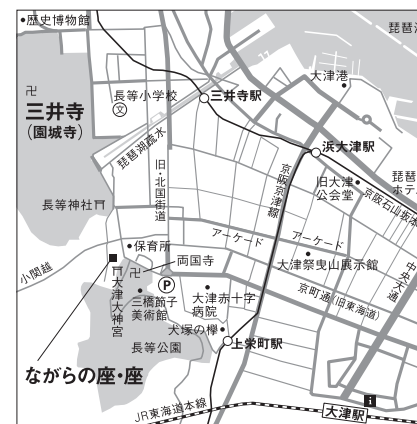 歴史博物館
琵琶湖
大津港
卍
三井寺
(園城寺)
長等小学校
文
三井寺駅
琵琶湖疏水
浜大津駅
旧・北国街道
京阪京津線
旧大津
公会堂
琵琶
ホテ
京阪石山坂本
長等神社
アーケード
アーケード
保育所
両国寺
卍
小関越
大津祭曳山展示館
中央大通
P
大津大神宮
三橋節子
美術館
大津赤十字
病院
京町通(旧東海道)
犬塚の欅
長等公園
上栄町駅
ながらの座・座
i
JR東海道本線
大津駅